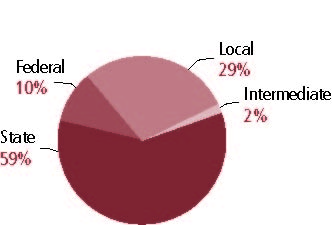 Local
29%
Federal
10%
Intermediate
2%
State
59%